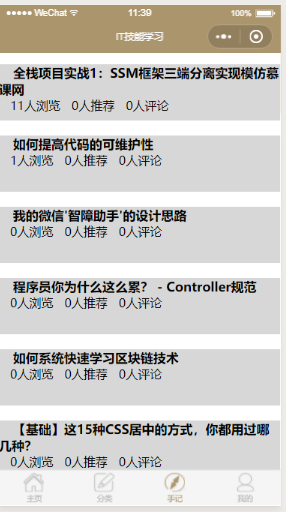 WeChat
11:39
100%
IT技能学习
全栈项目实战1：SSM框架三端分离实现模仿慕
课网
11人浏览 0人推荐 0人评论
如何提高代码的可维护性
1人浏览 0人推荐 0人评论
我的微信'智障助手'的设计思路
0人浏览 0人推荐 0人评论
程序员你为什么这么累？ - Controller规范
0人浏览 0人推荐 0人评论
如何系统快速学习区块链技术
0人浏览 0人推荐 0人评论
【基础】这15种CSS居中的方式，你都用过哪
几种?
0人浏览 0人推荐 0人评论
主页
分类
手记
我的